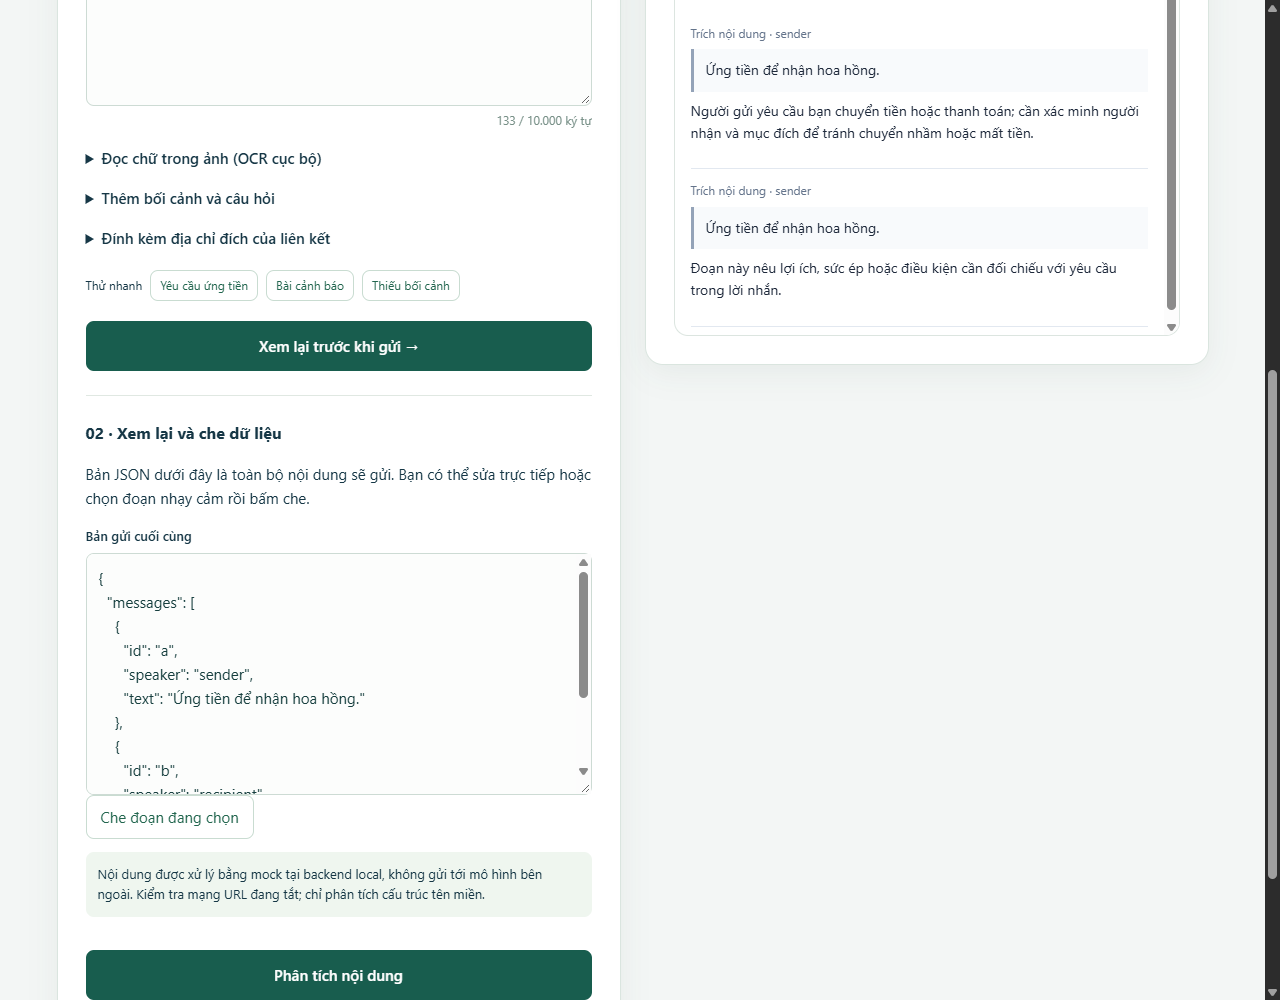 133 / 10.000 ký tự
▶ Đọc chữ trong ảnh (OCR cục bộ)
▶ Thêm bối cảnh và câu hỏi
▶ Đính kèm địa chỉ đích của liên kết
Thử nhanh
Yêu cầu ứng tiền
Bài cảnh báo
Thiếu bối cảnh
Xem lại trước khi gửi →
02 · Xem lại và che dữ liệu
Bản JSON dưới đây là toàn bộ nội dung sẽ gửi. Bạn có thể sửa trực tiếp hoặc
chọn đoạn nhạy cảm rồi bấm che.
Bản gửi cuối cùng
{
"messages": [
{
"id": "a",
"speaker": "sender",
"text": "Ứng tiền để nhận hoa hồng."
},
{
"id": "b",
"speaker": "recipient"
Che đoạn đang chọn
Nội dung được xử lý bằng mock tại backend local, không gửi tới mô hình bên
ngoài. Kiểm tra mạng URL đang tắt; chỉ phân tích cấu trúc tên miền.
Phân tích nội dung
Trích nội dung · sender
Ứng tiền để nhận hoa hồng.
Người gửi yêu cầu bạn chuyển tiền hoặc thanh toán; cần xác minh người
nhận và mục đích để tránh chuyển nhầm hoặc mất tiền.
Trích nội dung · sender
Ứng tiền để nhận hoa hồng.
Đoạn này nêu lợi ích, sức ép hoặc điều kiện cần đối chiếu với yêu cầu
trong lời nhắn.